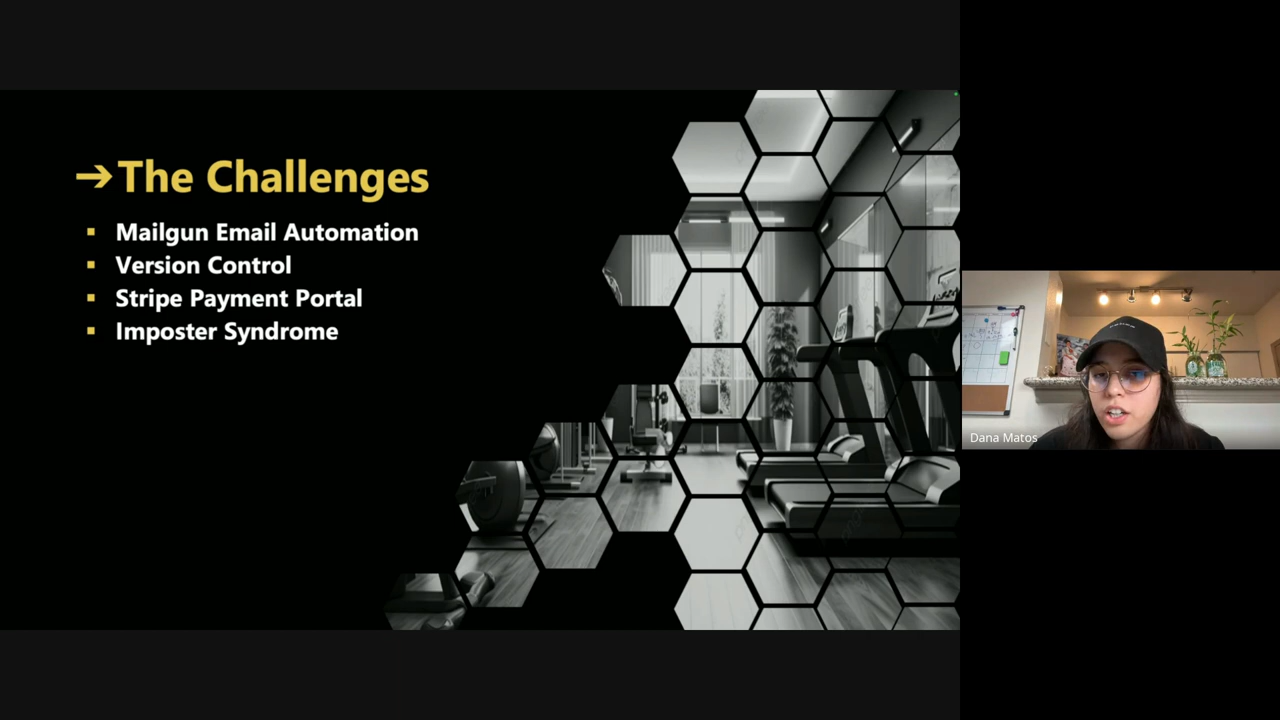 ➔The Challenges
▪ Mailgun Email Automation
▪ Version Control
▪ Stripe Payment Portal
▪ Imposter Syndrome
Dana Matos